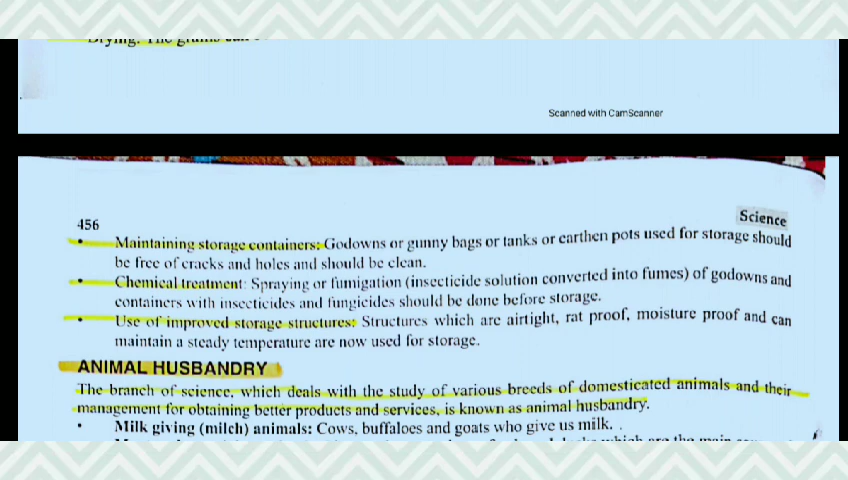 Drying: The grains can
Scanned with CamScanner
456
Science
• Maintaining storage containers: Godowns or gunny bags or tanks or earthen pots used for storage should
be free of cracks and holes and should be clean.
• Chemical treatment: Spraying or fumigation (insecticide solution converted into fumes) of godowns and
containers with insecticides and fungicides should be done before storage.
• Use of improved storage structures: Structures which are airtight, rat proof, moisture proof and can
maintain a steady temperature are now used for storage.
ANIMAL HUSBANDRY
The branch of science, which deals with the study of various breeds of domesticated animals and their
management for obtaining better products and services, is known as animal husbandry.
• Milk giving (milch) animals: Cows, buffaloes and goats who give us milk.
which are the main